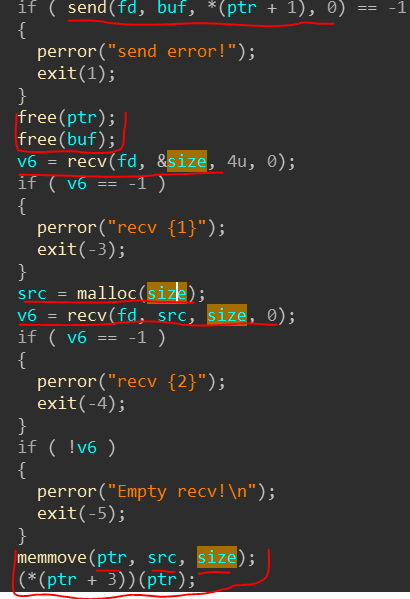 if ( send(fd, buf, *(ptr + 1), 0) == -1
{
perror("send error!");
exit(1);
}
free(ptr);
free(buf);
v6 = recv(fd, &size, 4u, 0);
if ( v6 == -1 )
{
perror("recv {1}");
exit(-3);
}
src = malloc(size);
v6 = recv(fd, src, size, 0);
if ( v6 == -1 )
{
perror("recv {2}");
exit(-4);
}
if ( !v6 )
{
perror("Empty recv!\n");
exit(-5);
}
memmove(ptr, src, size);
(*(ptr + 3))(ptr);